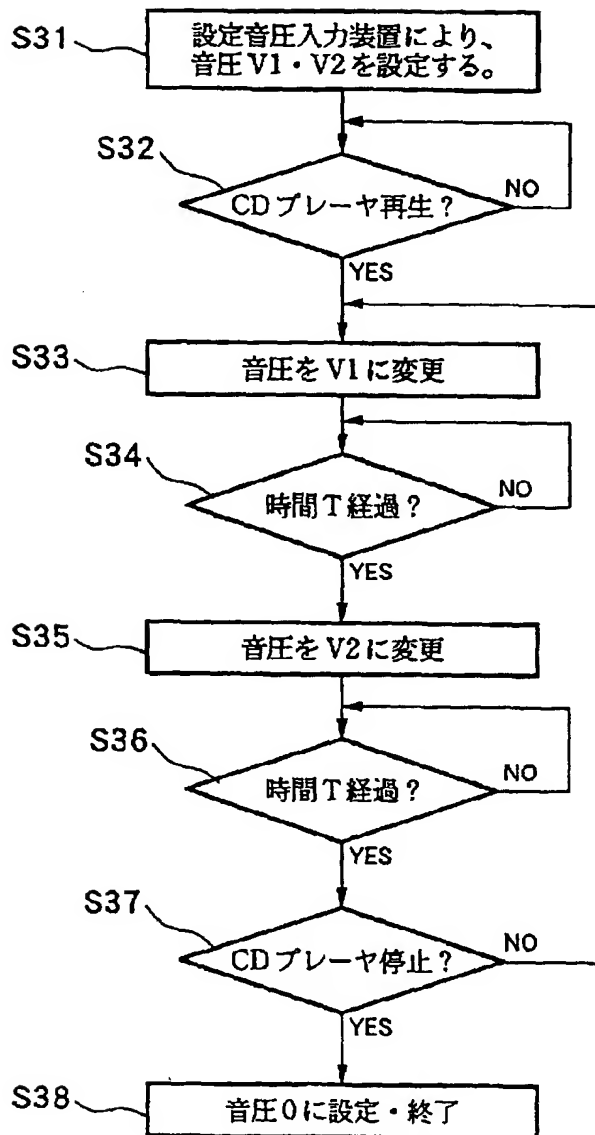 S31
設定音圧入力装置により、
音圧V1・V2を設定する。
S32
CDプレーヤ再生？
NO
YES
S33
音圧をV1に変更
S34
時間T経過？
NO
YES
S35
音圧をV2に変更
S36
時間T経過？
NO
YES
S37
CDプレーヤ停止？
NO
YES
S38
音圧0に設定・終了